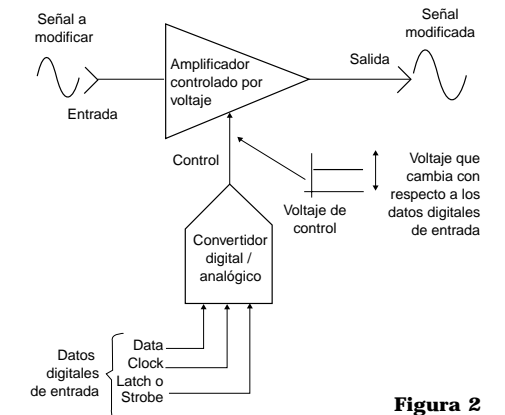 Señal a
modificar
Entrada
Amplificador
controlado por
voltaje
Salida
Señal
modificada
Control
Voltaje de
control
Voltaje que
cambia con
respecto a los
datos digitales
de entrada
Convertidor
digital /
analógico
Datos
digitales
de entrada
Data
Clock
Latch o
Strobe
Figura 2